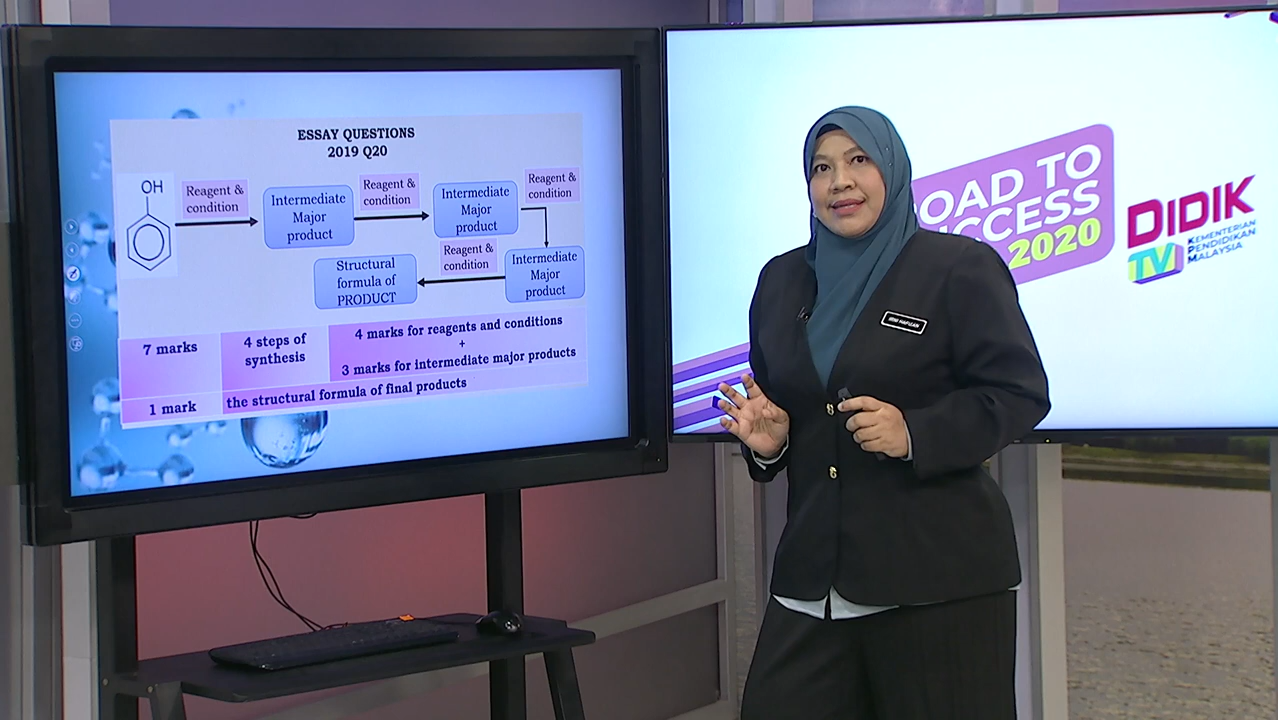 ESSAY QUESTIONS
2019 Q20
OH
Reagent &
condition
Intermediate
Major
product
Reagent &
condition
Intermediate
Major
product
Reagent &
condition
Reagent &
condition
Intermediate
Major
product
Structural
formula of
PRODUCT
7 marks
4 steps of
synthesis
4 marks for reagents and conditions
+
3 marks for intermediate major products
1 mark
the structural formula of final products
OAD TO
CCESS
2020
DIDIK
TV
KEMENTERIAN
PENDIDIKAN
MALAYSIA